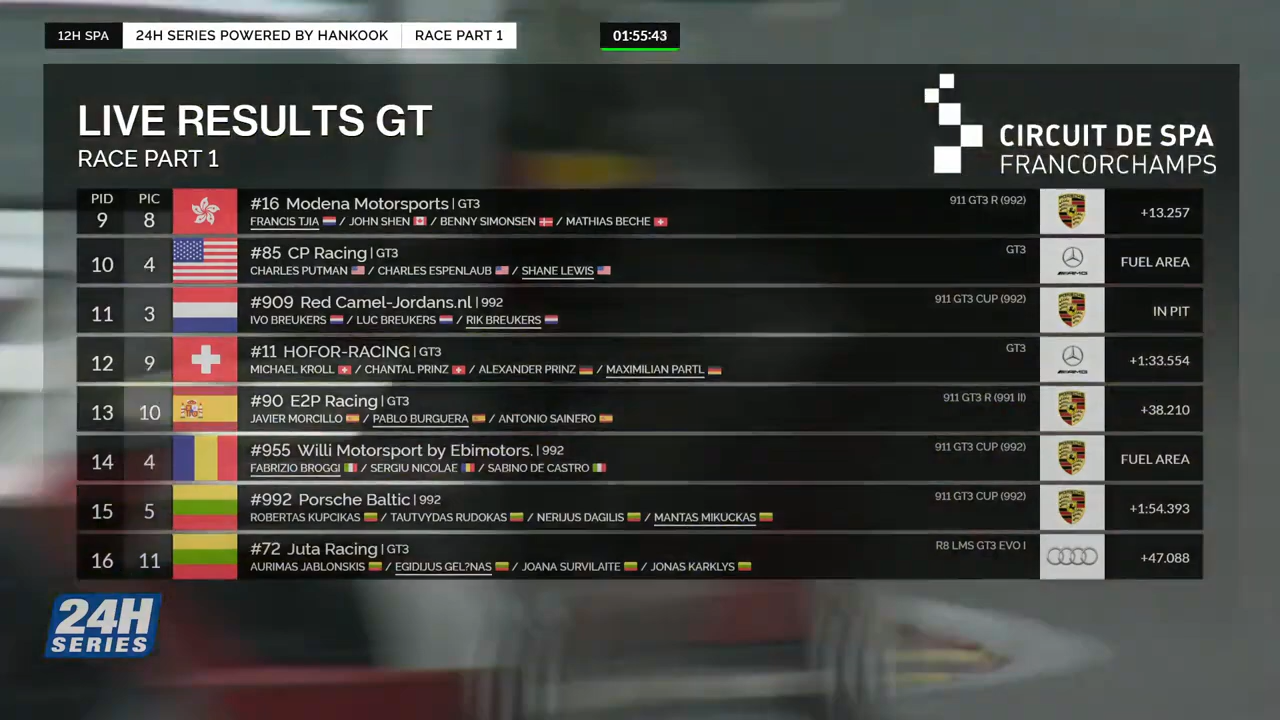 12H SPA 24H SERIES POWERED BY HANKOOK RACE PART 1 01:55:43
LIVE RESULTS GT
RACE PART 1
CIRCUIT DE SPA
FRANCORCHAMPS
PID PIC
9 8 #16 Modena Motorsports | GT3 911 GT3 R (992) +13.257
FRANCIS TJIA / JOHN SHEN / BENNY SIMONSEN / MATHIAS BECHE
10 4 #85 CP Racing | GT3 GT3 AMG FUEL AREA
CHARLES PUTMAN / CHARLES ESPENLAUB / SHANE LEWIS
11 3 #909 Red Camel-Jordans.nl | 992 911 GT3 CUP (992) IN PIT
IVO BREUKERS / LUC BREUKERS / RIK BREUKERS
12 9 #11 HOFOR-RACING | GT3 GT3 AMG +1:33.554
MICHAEL KROLL / CHANTAL PRINZ / ALEXANDER PRINZ / MAXIMILIAN PARTL
13 10 #90 E2P Racing | GT3 911 GT3 R (991 II) +38.210
JAVIER MORCILLO / PABLO BURGUERA / ANTONIO SAINERO
14 4 #955 Willi Motorsport by Ebimotors. | 992 911 GT3 CUP (992) FUEL AREA
FABRIZIO BROGGI / SERGIU NICOLAE / SABINO DE CASTRO
15 5 #992 Porsche Baltic | 992 911 GT3 CUP (992) +1:54.393
ROBERTAS KUPCIKAS / TAUTVYDAS RUDOKAS / NERIJUS DAGILIS / MANTAS MIKUCKAS
16 11 #72 Juta Racing | GT3 R8 LMS GT3 EVO I +47.088
AURIMAS JABLONSKIS / EGIDIJUS GEL?NAS / JOANA SURVILAITE / JONAS KARKLYS
24H
SERIES